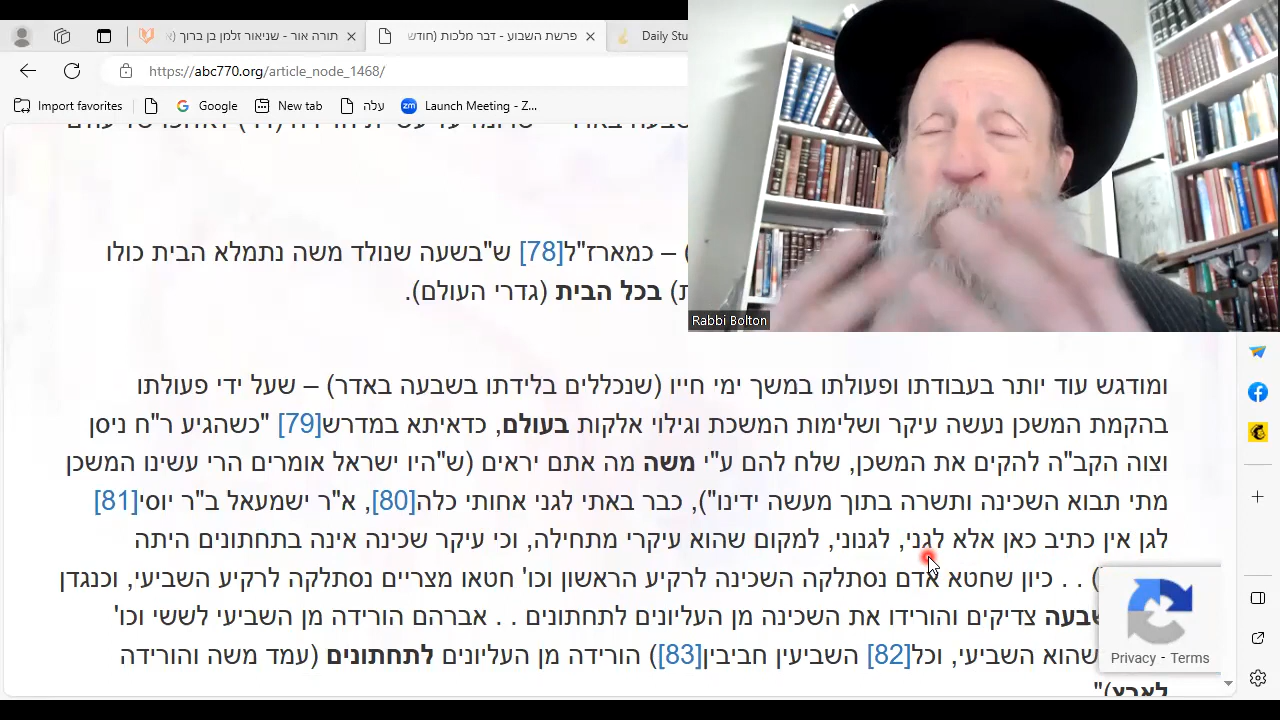 תורה אור - שניאור זלמן בן ברוך (א
פרשת השבוע - דבר מלכות (חודש
Daily Stu
https://abc770.org/article_node_1468/
Import favorites
Google
New tab
עלה
Launch Meeting - Z...
– כמארז"ל[78] ש"בשעה שנולד משה נתמלא הבית כולו
בכל הבית (גדרי העולם).
Rabbi Bolton
ומודגש עוד יותר בעבודתו ופעולתו במשך ימי חייו (שנכללים בלידתו בשבעה באדר) – שעל ידי פעולתו
בהקמת המשכן נעשה עיקר ושלימות המשכת וגילוי אלקות בעולם, כדאיתא במדרש[79] "כשהגיע ר"ח ניסן
וצוה הקב"ה להקים את המשכן, שלח להם ע"י משה מה אתם יראים (ש"היו ישראל אומרים הרי עשינו המשכן
מתי תבוא השכינה ותשרה בתוך מעשה ידינו"), כבר באתי לגני אחותי כלה[80], א"ר ישמעאל ב"ר יוסי[81]
לגן אין כתיב כאן אלא לגני, לגנוני, למקום שהוא עיקרי מתחילה, וכי עיקר שכינה אינה בתחתונים היתה
) . . כיון שחטא אדם נסתלקה השכינה לרקיע הראשון וכו' חטאו מצריים נסתלקה לרקיע השביעי, וכנגדן
צדיקים והורידו את השכינה מן העליונים לתחתונים . . אברהם הורידה מן השביעי לששי וכו'
שהוא השביעי, וכל[82] השביעין חביבין[83]) הורידה מן העליונים לתחתונים (עמד משה והורידה
לארץ)"
Privacy - Terms